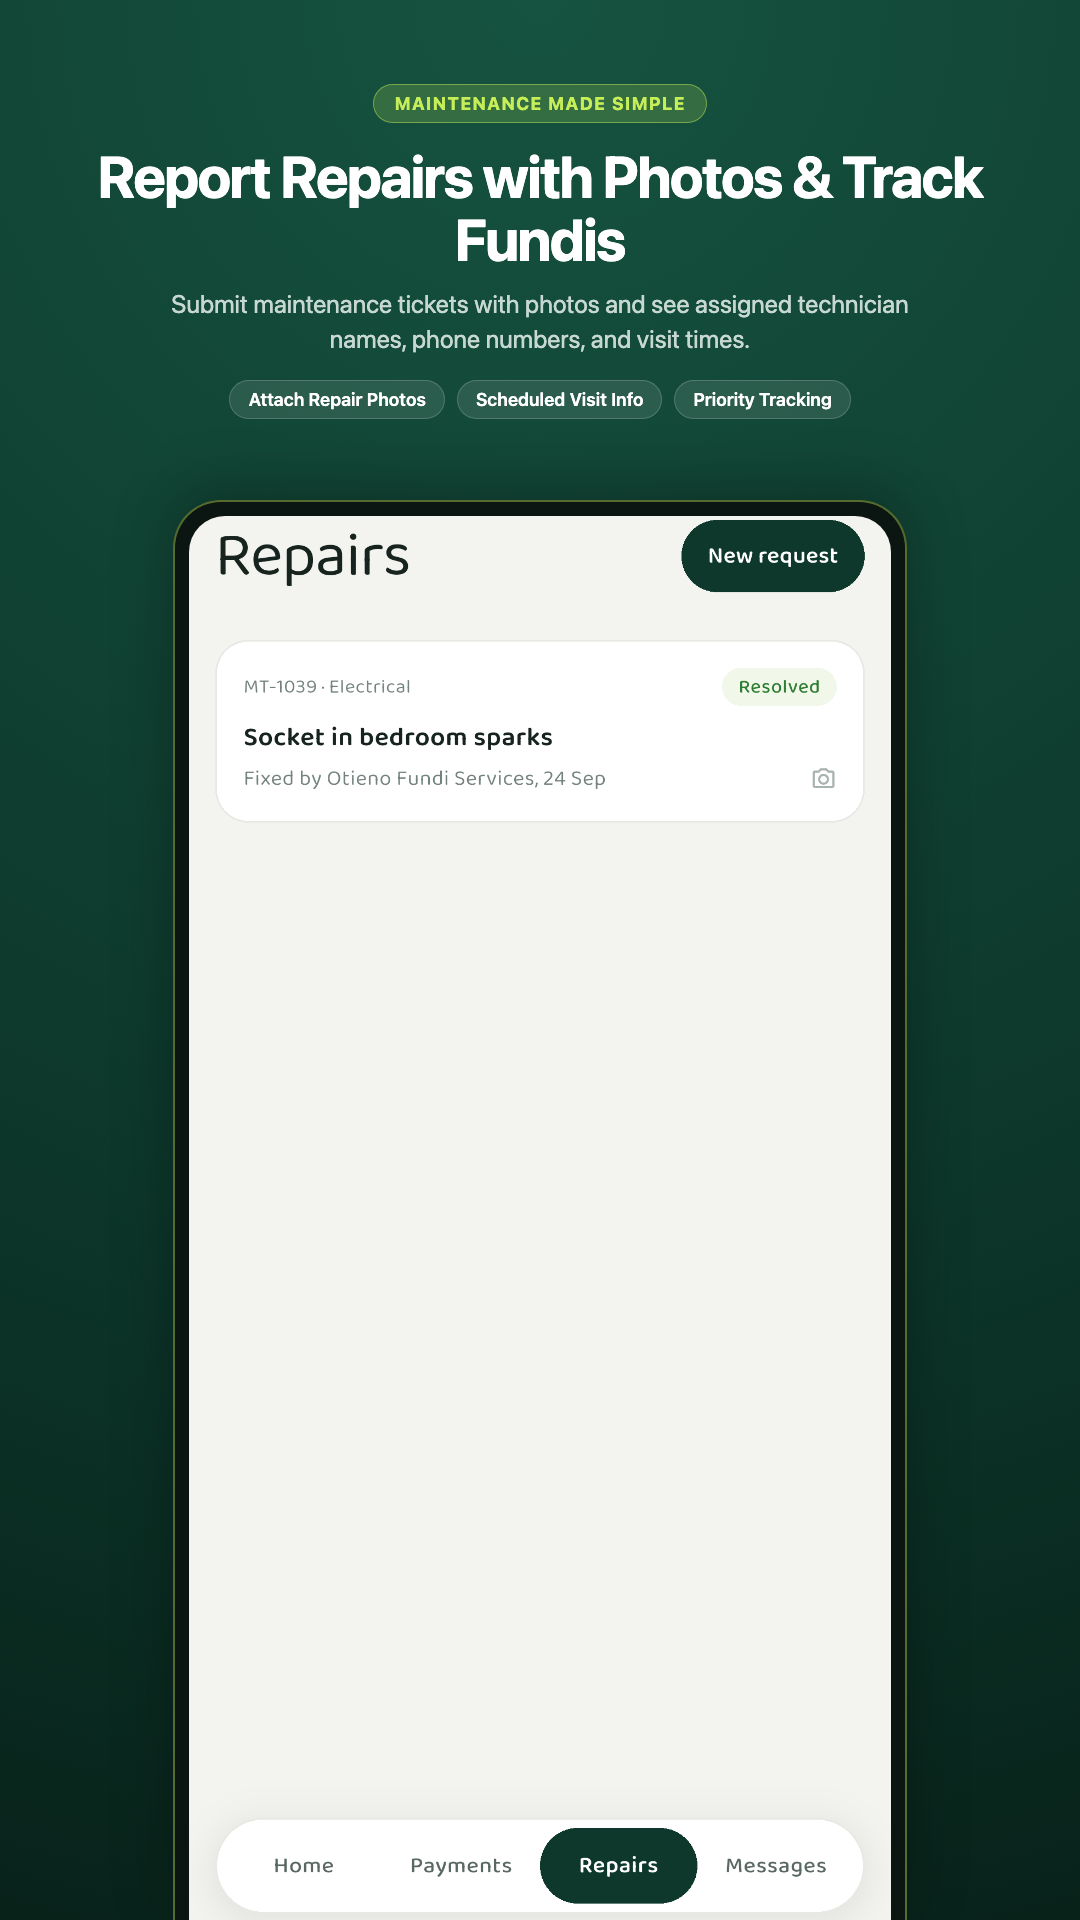 MAINTENANCE MADE SIMPLE
Report Repairs with Photos & Track
Fundis
Submit maintenance tickets with photos and see assigned technician
names, phone numbers, and visit times.
Attach Repair Photos
Scheduled Visit Info
Priority Tracking
Repairs
New request
MT-1039 · Electrical
Resolved
Socket in bedroom sparks
Fixed by Otieno Fundi Services, 24 Sep
Home
Payments
Repairs
Messages